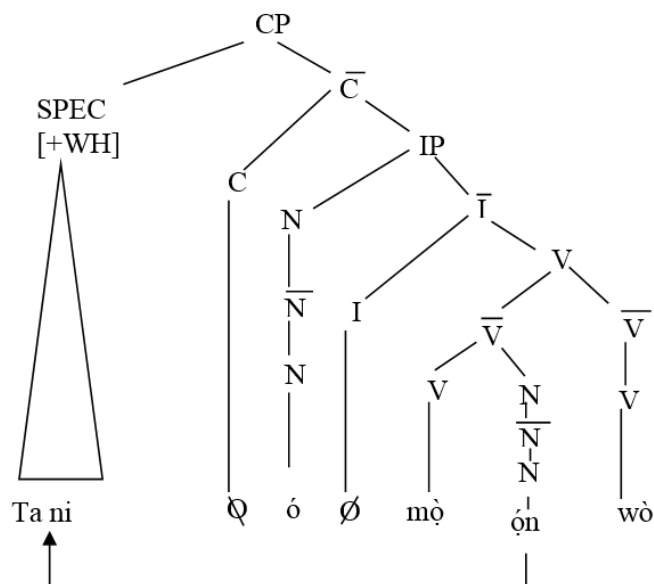 CP
C̅
SPEC
[+WH]
IP
C
I̅
N
V
N̅
I
V̅
V̅
N
V
N
V
N̅
N
Ta ni
Ø
ó
Ø
mọ̀
ọ́n
wò